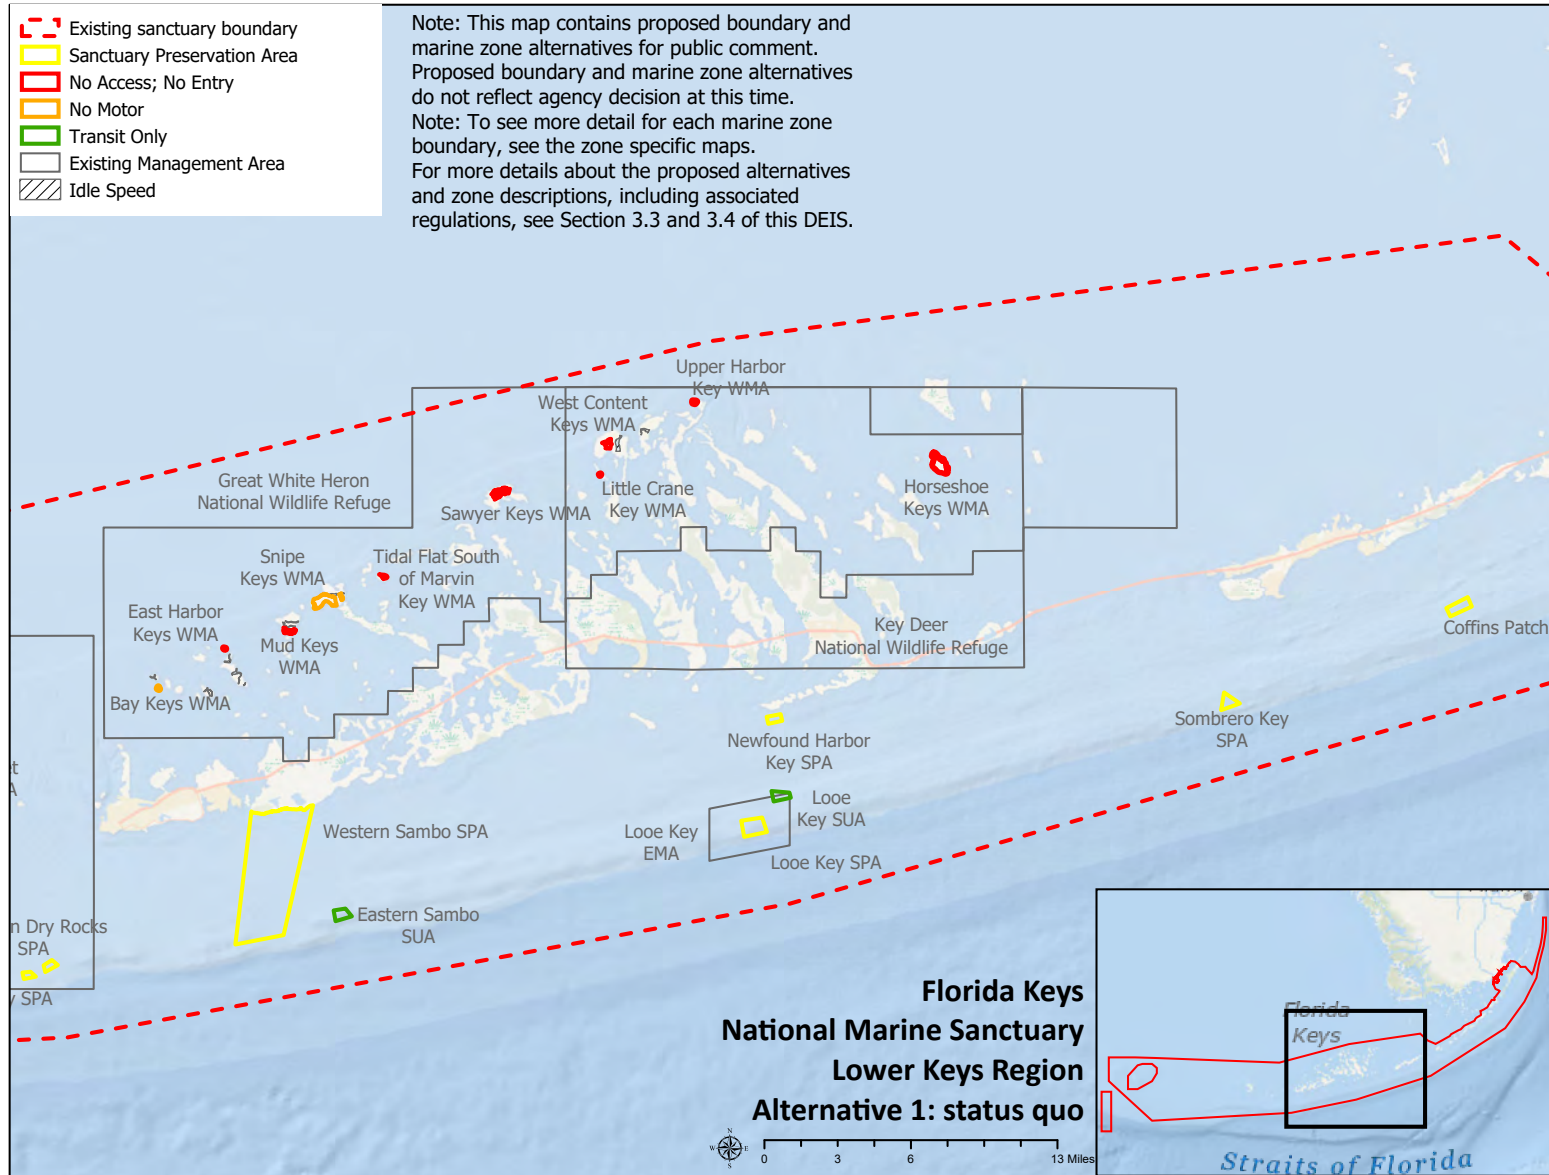 Existing sanctuary boundary
Sanctuary Preservation Area
No Access; No Entry
No Motor
Transit Only
Existing Management Area
Idle Speed
Note: This map contains proposed boundary and
marine zone alternatives for public comment.
Proposed boundary and marine zone alternatives
do not reflect agency decision at this time.
Note: To see more detail for each marine zone
boundary, see the zone specific maps.
For more details about the proposed alternatives
and zone descriptions, including associated
regulations, see Section 3.3 and 3.4 of this DEIS.
Upper Harbor
Key WMA
West Content
Keys WMA
Great White Heron
National Wildlife Refuge
Sawyer Keys WMA
Little Crane
Key WMA
Horseshoe
Keys WMA
Snipe
Keys WMA
Tidal Flat South
of Marvin
Key WMA
East Harbor
Keys WMA
Mud Keys
WMA
Bay Keys WMA
Key Deer
National Wildlife Refuge
Coffins Patch
Sombrero Key
SPA
Newfound Harbor
Key SPA
Looe
Key SUA
Looe Key
EMA
Looe Key SPA
Western Sambo SPA
Eastern Sambo
SUA
n Dry Rocks
SPA
y SPA
Florida Keys
National Marine Sanctuary
Lower Keys Region
Alternative 1: status quo
N
W
E
S
0 3 6 13 Miles
Florida
Keys
Straits of Florida